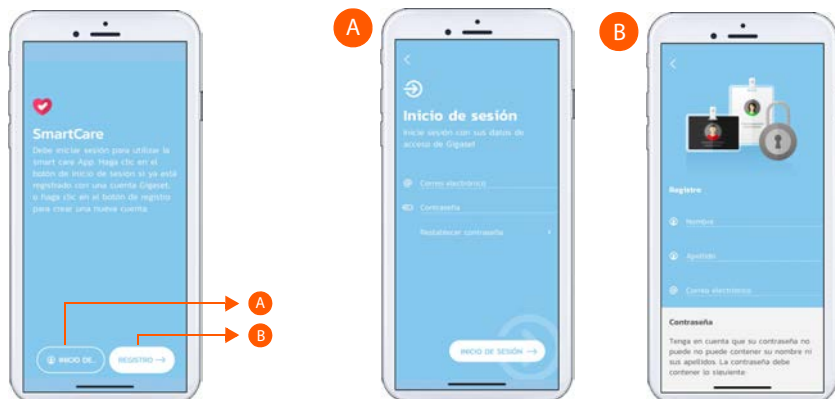 SmartCare
Debe iniciar sesión para utilizar la
smart care App. Haga clic en el
botón de inicio de sesión si ya está
registrado con una cuenta Gigaset,
o haga clic en el botón de registro
para crear una nueva cuenta
INICIO DE...
REGISTRO →
A
B
A
Inicio de sesión
Inicie sesión con sus datos de
acceso de Gigaset
Correo electrónico
Contraseña
Restablecer contraseña
INICIO DE SESIÓN →
B
Registro
Nombre
Apellido
Correo electrónico
Contraseña
Tenga en cuenta que su contraseña no
puede no puede contener su nombre ni
sus apellidos. La contraseña debe
contener lo siguiente